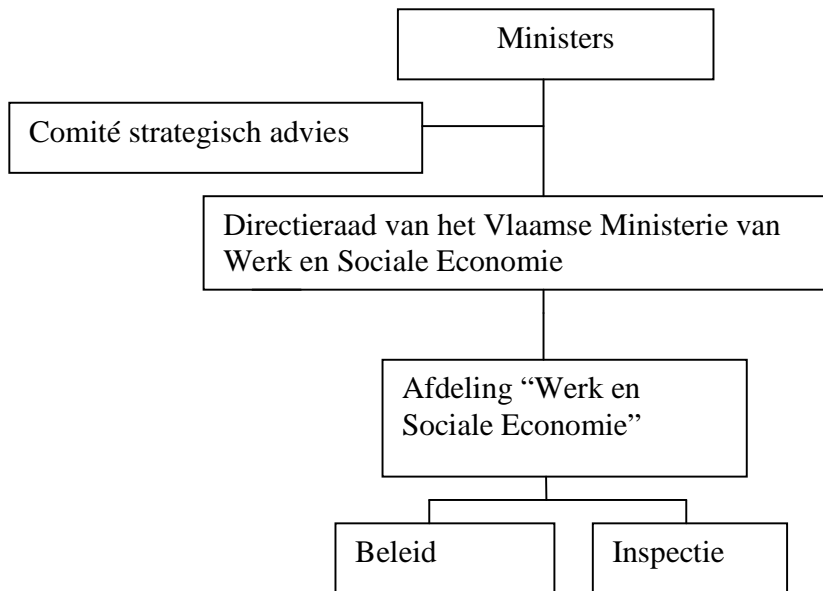 Ministers
Comité strategisch advies
Directieraad van het Vlaamse Ministerie van
Werk en Sociale Economie
Afdeling “Werk en
Sociale Economie”
Beleid
Inspectie